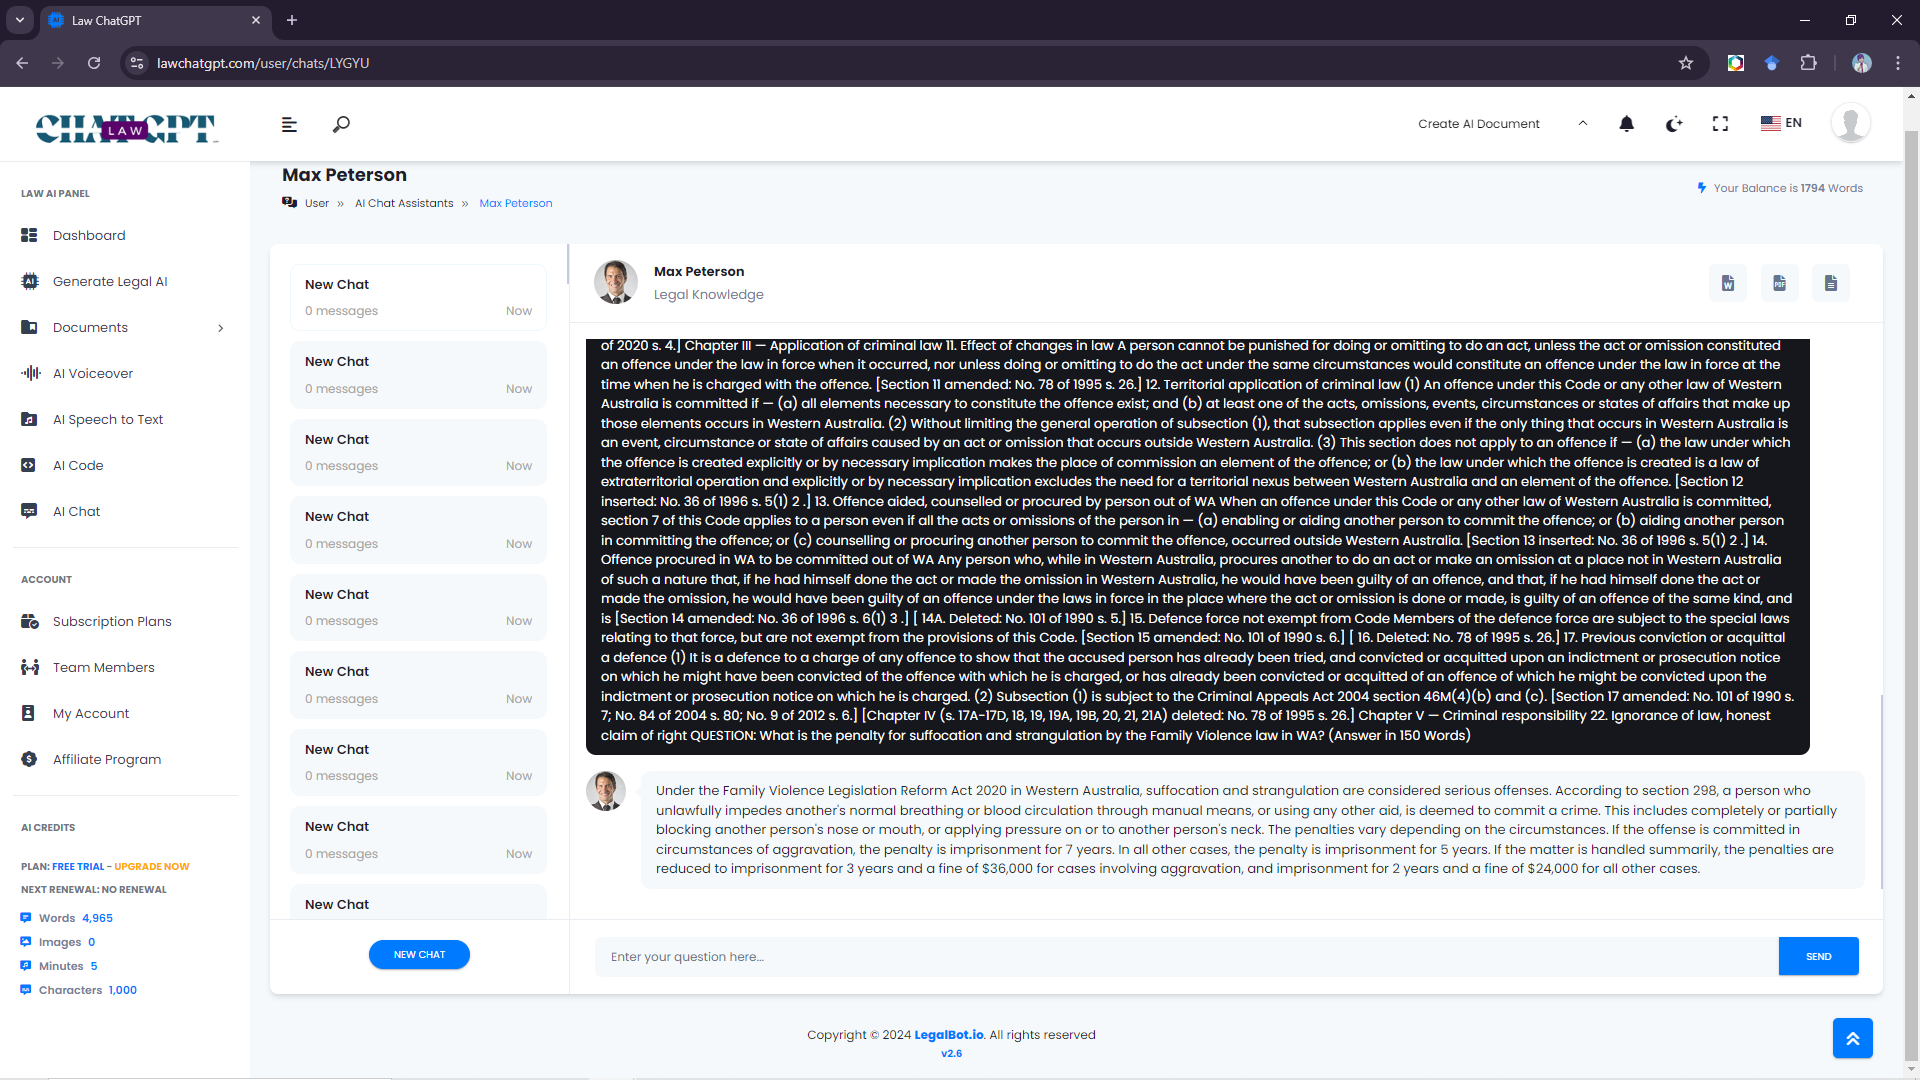 Law ChatGPT
lawchatgpt.com/user/chats/LYGYU
CHATGPT
LAW
Create AI Document
EN
LAW AI PANEL
Dashboard
Generate Legal AI
Documents
AI Voiceover
AI Speech to Text
AI Code
AI Chat
ACCOUNT
Subscription Plans
Team Members
My Account
Affiliate Program
AI CREDITS
PLAN: FREE TRIAL - UPGRADE NOW
NEXT RENEWAL: NO RENEWAL
Words 4,965
Images 0
Minutes 5
Characters 1,000
Max Peterson
User » AI Chat Assistants » Max Peterson
Your Balance is 1794 Words
New Chat
0 messages Now
New Chat
0 messages Now
New Chat
0 messages Now
New Chat
0 messages Now
New Chat
0 messages Now
New Chat
0 messages Now
New Chat
0 messages Now
New Chat
0 messages Now
New Chat
NEW CHAT
Max Peterson
Legal Knowledge
W
PDF
of 2020 s. 4.] Chapter III — Application of criminal law 11. Effect of changes in law A person cannot be punished for doing or omitting to do an act, unless the act or omission constituted
an offence under the law in force when it occurred, nor unless doing or omitting to do the act under the same circumstances would constitute an offence under the law in force at the
time when he is charged with the offence. [Section 11 amended: No. 78 of 1995 s. 26.] 12. Territorial application of criminal law (1) An offence under this Code or any other law of Western
Australia is committed if — (a) all elements necessary to constitute the offence exist; and (b) at least one of the acts, omissions, events, circumstances or states of affairs that make up
those elements occurs in Western Australia. (2) Without limiting the general operation of subsection (1), that subsection applies even if the only thing that occurs in Western Australia is
an event, circumstance or state of affairs caused by an act or omission that occurs outside Western Australia. (3) This section does not apply to an offence if — (a) the law under which
the offence is created explicitly or by necessary implication makes the place of commission an element of the offence; or (b) the law under which the offence is created is a law of
extraterritorial operation and explicitly or by necessary implication excludes the need for a territorial nexus between Western Australia and an element of the offence. [Section 12
inserted: No. 36 of 1996 s. 5(1) 2 .] 13. Offence aided, counselled or procured by person out of WA When an offence under this Code or any other law of Western Australia is committed,
section 7 of this Code applies to a person even if all the acts or omissions of the person in — (a) enabling or aiding another person to commit the offence; or (b) aiding another person
in committing the offence; or (c) counselling or procuring another person to commit the offence, occurred outside Western Australia. [Section 13 inserted: No. 36 of 1996 s. 5(1) 2 .] 14.
Offence procured in WA to be committed out of WA Any person who, while in Western Australia, procures another to do an act or make an omission at a place not in Western Australia
of such a nature that, if he had himself done the act or made the omission in Western Australia, he would have been guilty of an offence, and that, if he had himself done the act or
made the omission, he would have been guilty of an offence under the laws in force in the place where the act or omission is done or made, is guilty of an offence of the same kind, and
is [Section 14 amended: No. 36 of 1996 s. 6(1) 3 .] [ 14A. Deleted: No. 101 of 1990 s. 5.] 15. Defence force not exempt from Code Members of the defence force are subject to the special laws
relating to that force, but are not exempt from the provisions of this Code. [Section 15 amended: No. 101 of 1990 s. 6.] [ 16. Deleted: No. 78 of 1995 s. 26.] 17. Previous conviction or acquittal
a defence (1) It is a defence to a charge of any offence to show that the accused person has already been tried, and convicted or acquitted upon an indictment or prosecution notice
on which he might have been convicted of the offence with which he is charged, or has already been convicted or acquitted of an offence of which he might be convicted upon the
indictment or prosecution notice on which he is charged. (2) Subsection (1) is subject to the Criminal Appeals Act 2004 section 46M(4)(b) and (c). [Section 17 amended: No. 101 of 1990 s.
7; No. 84 of 2004 s. 80; No. 9 of 2012 s. 6.] [Chapter IV (s. 17A-17D, 18, 19, 19A, 19B, 20, 21, 21A) deleted: No. 78 of 1995 s. 26.] Chapter V — Criminal responsibility 22. Ignorance of law, honest
claim of right QUESTION: What is the penalty for suffocation and strangulation by the Family Violence law in WA? (Answer in 150 Words)
Under the Family Violence Legislation Reform Act 2020 in Western Australia, suffocation and strangulation are considered serious offenses. According to section 298, a person who
unlawfully impedes another's normal breathing or blood circulation through manual means, or using any other aid, is deemed to commit a crime. This includes completely or partially
blocking another person's nose or mouth, or applying pressure on or to another person's neck. The penalties vary depending on the circumstances. If the offense is committed in
circumstances of aggravation, the penalty is imprisonment for 7 years. In all other cases, the penalty is imprisonment for 5 years. If the matter is handled summarily, the penalties are
reduced to imprisonment for 3 years and a fine of $36,000 for cases involving aggravation, and imprisonment for 2 years and a fine of $24,000 for all other cases.
Enter your question here...
SEND
Copyright © 2024 LegalBot.io. All rights reserved
v2.6